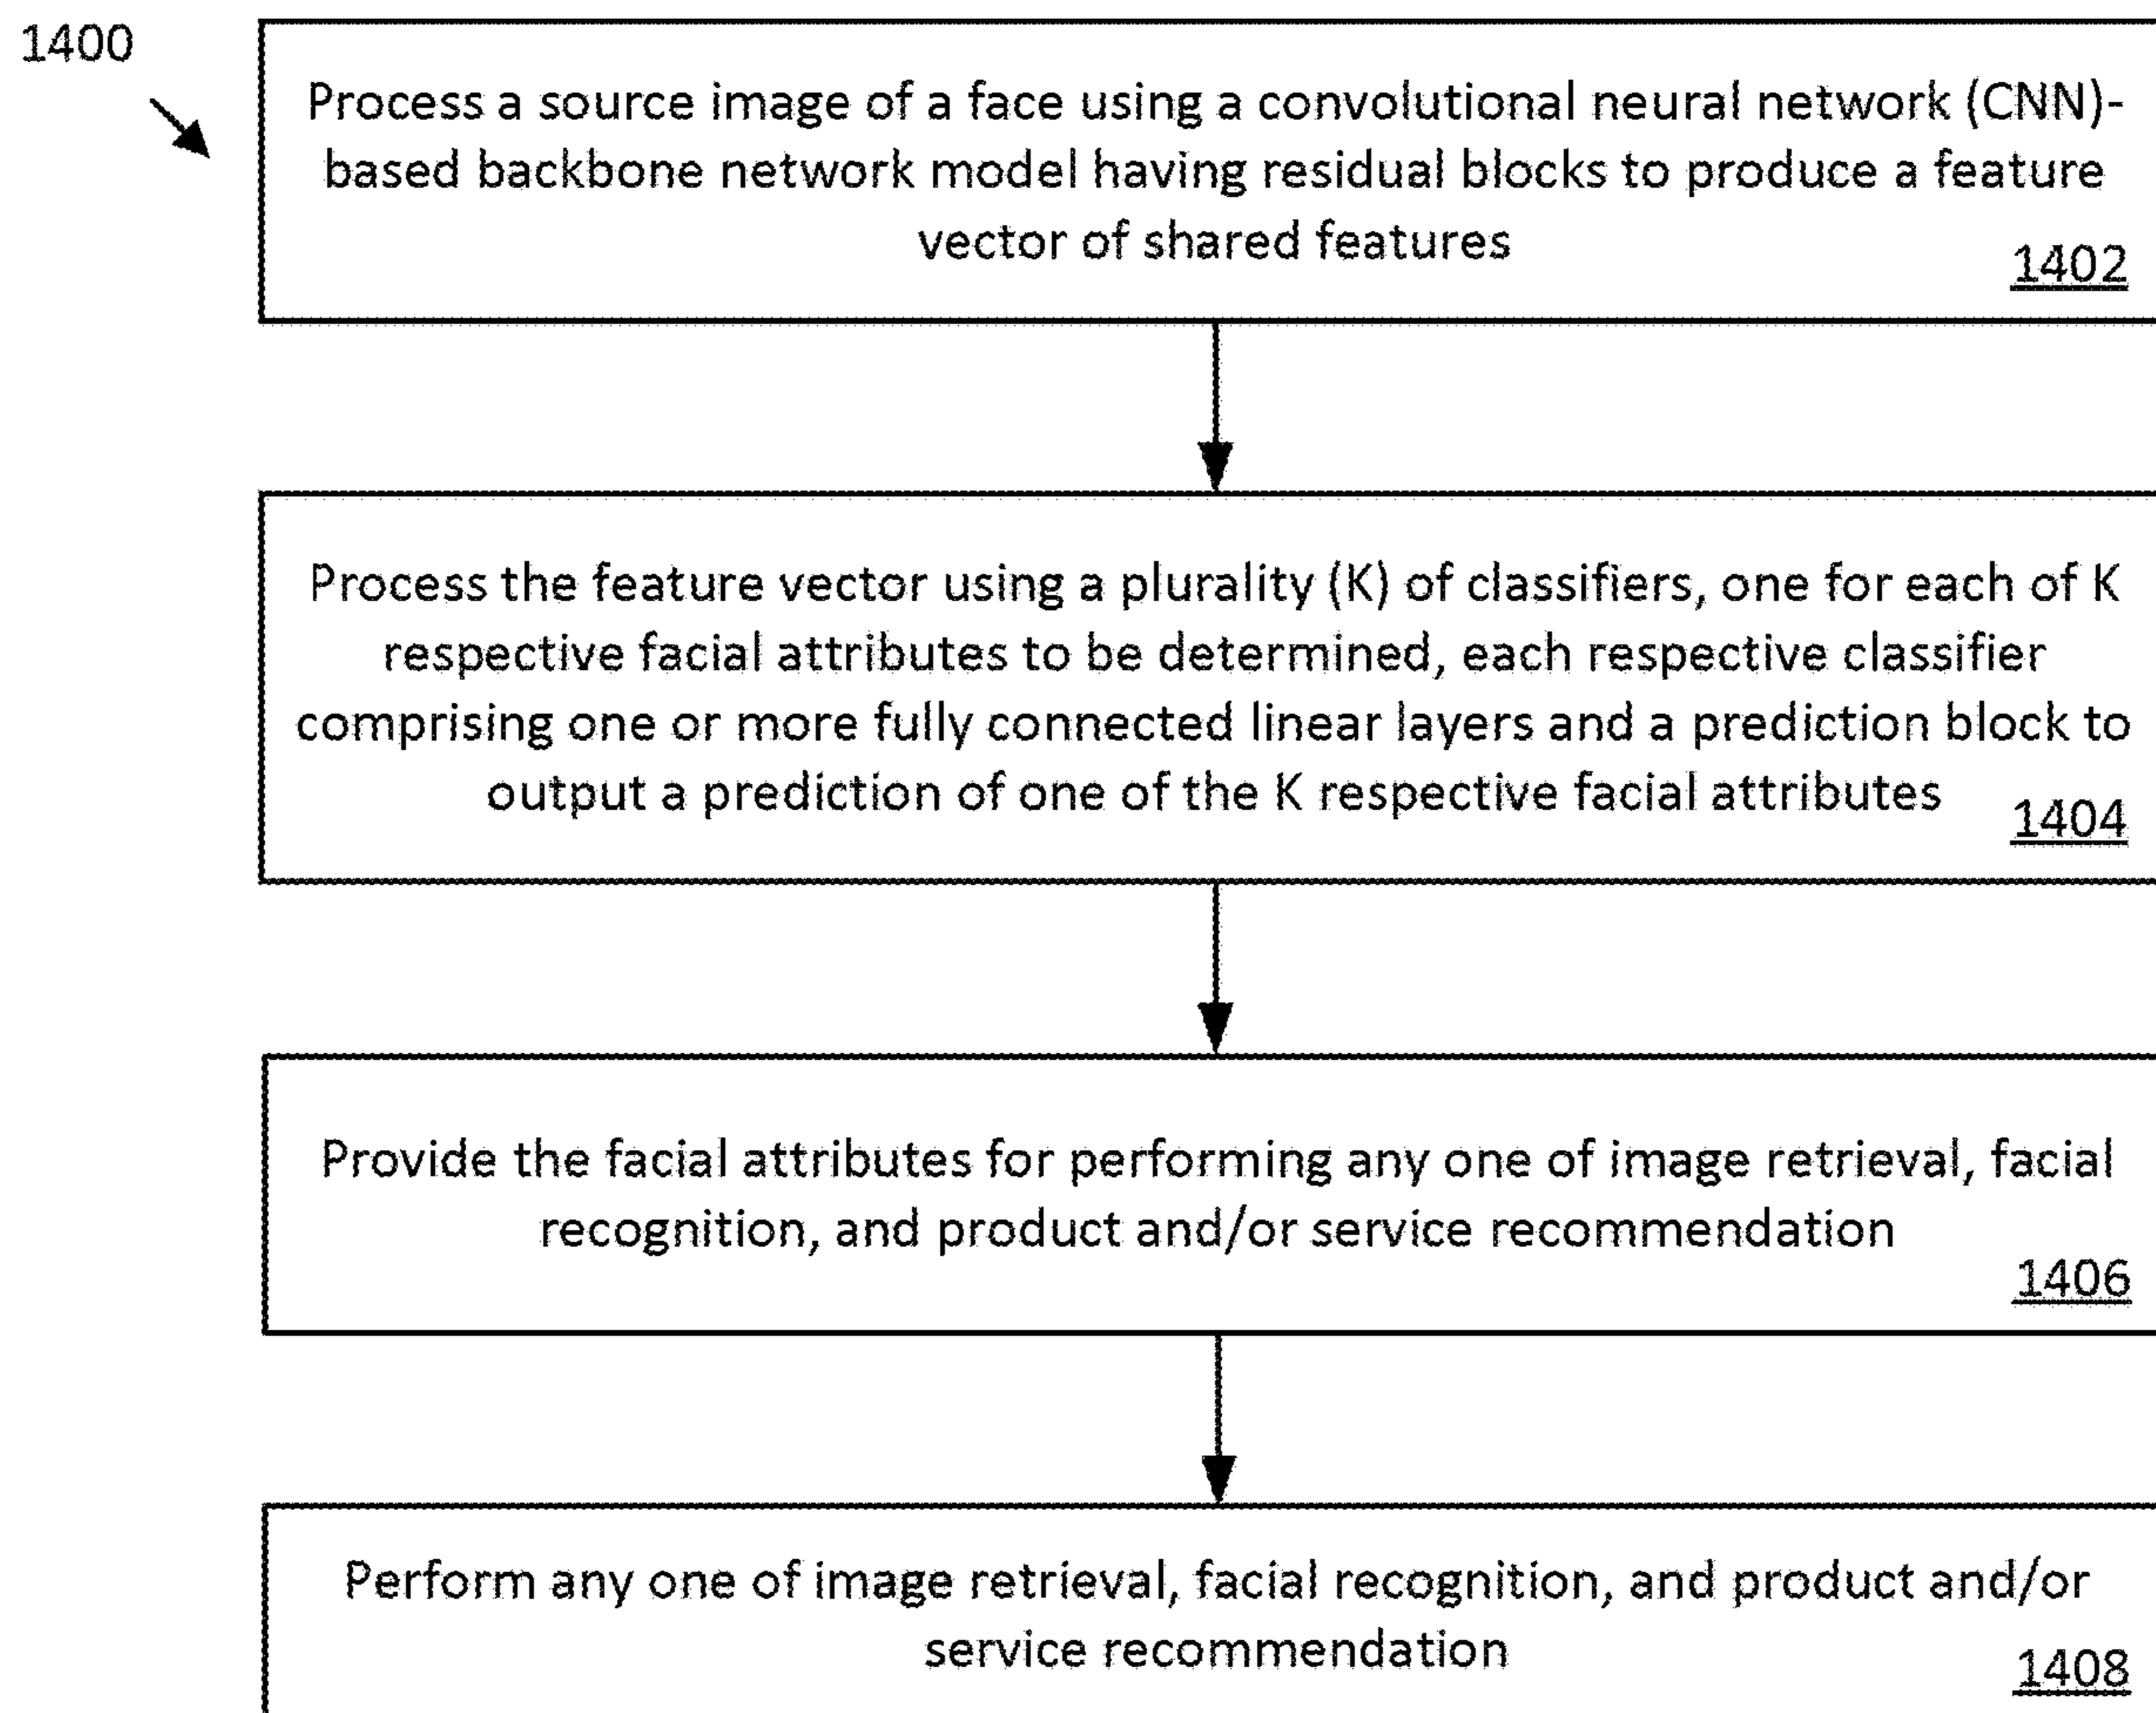 1400
Process a source image of a face using a convolutional neural network (CNN)-
based backbone network model having residual blocks to produce a feature
vector of shared features
1402
Process the feature vector using a plurality (K) of classifiers, one for each of K
respective facial attributes to be determined, each respective classifier
comprising one or more fully connected linear layers and a prediction block to
output a prediction of one of the K respective facial attributes
1404
Provide the facial attributes for performing any one of image retrieval, facial
recognition, and product and/or service recommendation
1406
Perform any one of image retrieval, facial recognition, and product and/or
service recommendation
1408